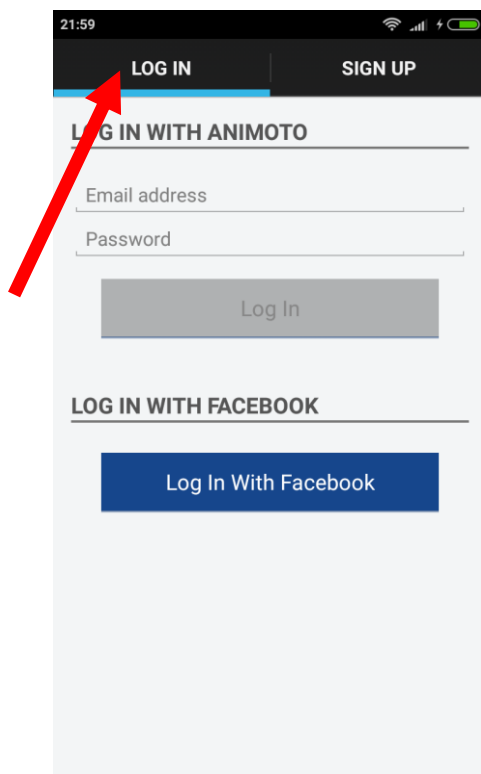 21:59
LOG IN SIGN UP
LOG IN WITH ANIMOTO
Email address
Password
Log In
LOG IN WITH FACEBOOK
Log In With Facebook